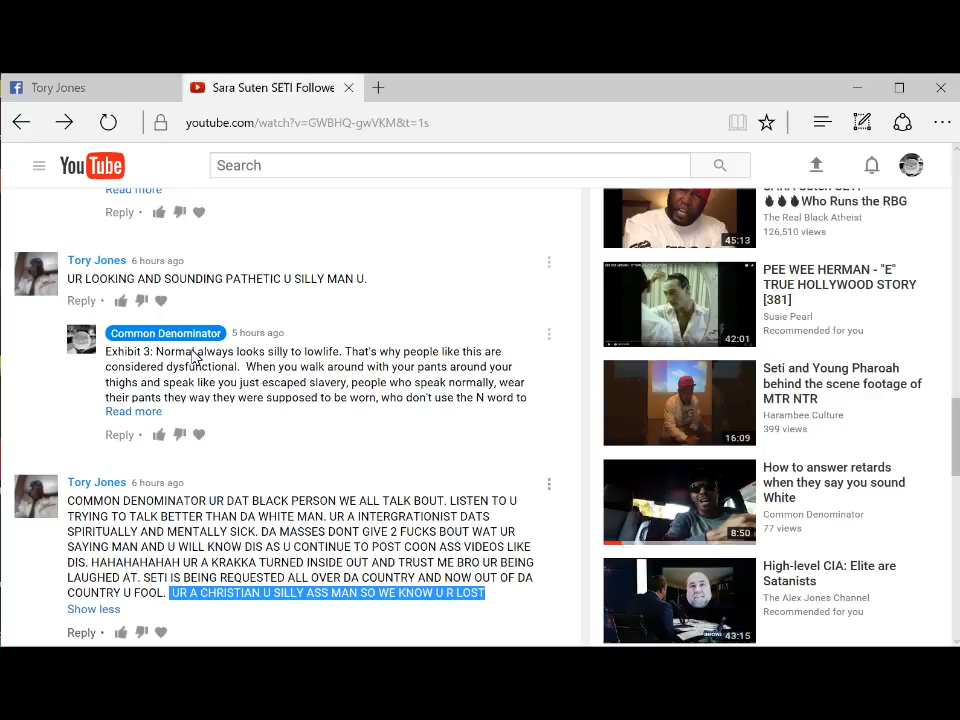 Tory Jones
Sara Suten SETI Followe
youtube.com/watch?v=GWBHQ-gwVKM&t=1s
YouTube
Search
Read more
Reply
Tory Jones 6 hours ago
UR LOOKING AND SOUNDING PATHETIC U SILLY MAN U.
Reply
Common Denominator 5 hours ago
Exhibit 3: Normal always looks silly to lowlife. That's why people like this are
considered dysfunctional. When you walk around with your pants around your
thighs and speak like you just escaped slavery, people who speak normally, wear
their pants they way they were supposed to be worn, who don't use the N word to
Read more
Reply
Tory Jones 6 hours ago
COMMON DENOMINATOR UR DAT BLACK PERSON WE ALL TALK BOUT. LISTEN TO U
TRYING TO TALK BETTER THAN DA WHITE MAN. UR A INTERGRATIONIST DATS
SPIRITUALLY AND MENTALLY SICK. DA MASSES DONT GIVE 2 FUCKS BOUT WAT UR
SAYING MAN AND U WILL KNOW DIS AS U CONTINUE TO POST COON ASS VIDEOS LIKE
DIS. HAHAHAHAHAH UR A KRAKKA TURNED INSIDE OUT AND TRUST ME BRO UR BEING
LAUGHED AT. SETI IS BEING REQUESTED ALL OVER DA COUNTRY AND NOW OUT OF DA
COUNTRY U FOOL. UR A CHRISTIAN U SILLY ASS MAN SO WE KNOW U R LOST
Show less
Reply
SARA Suten SETI
🔥🔥🔥Who Runs the RBG
The Real Black Atheist
126,510 views
45:13
PEE WEE HERMAN - "E"
TRUE HOLLYWOOD STORY
[381]
Susie Pearl
Recommended for you
42:01
Seti and Young Pharoah
behind the scene footage of
MTR NTR
Harambee Culture
399 views
16:09
How to answer retards
when they say you sound
White
Common Denominator
77 views
8:50
High-level CIA: Elite are
Satanists
The Alex Jones Channel
Recommended for you
43:15